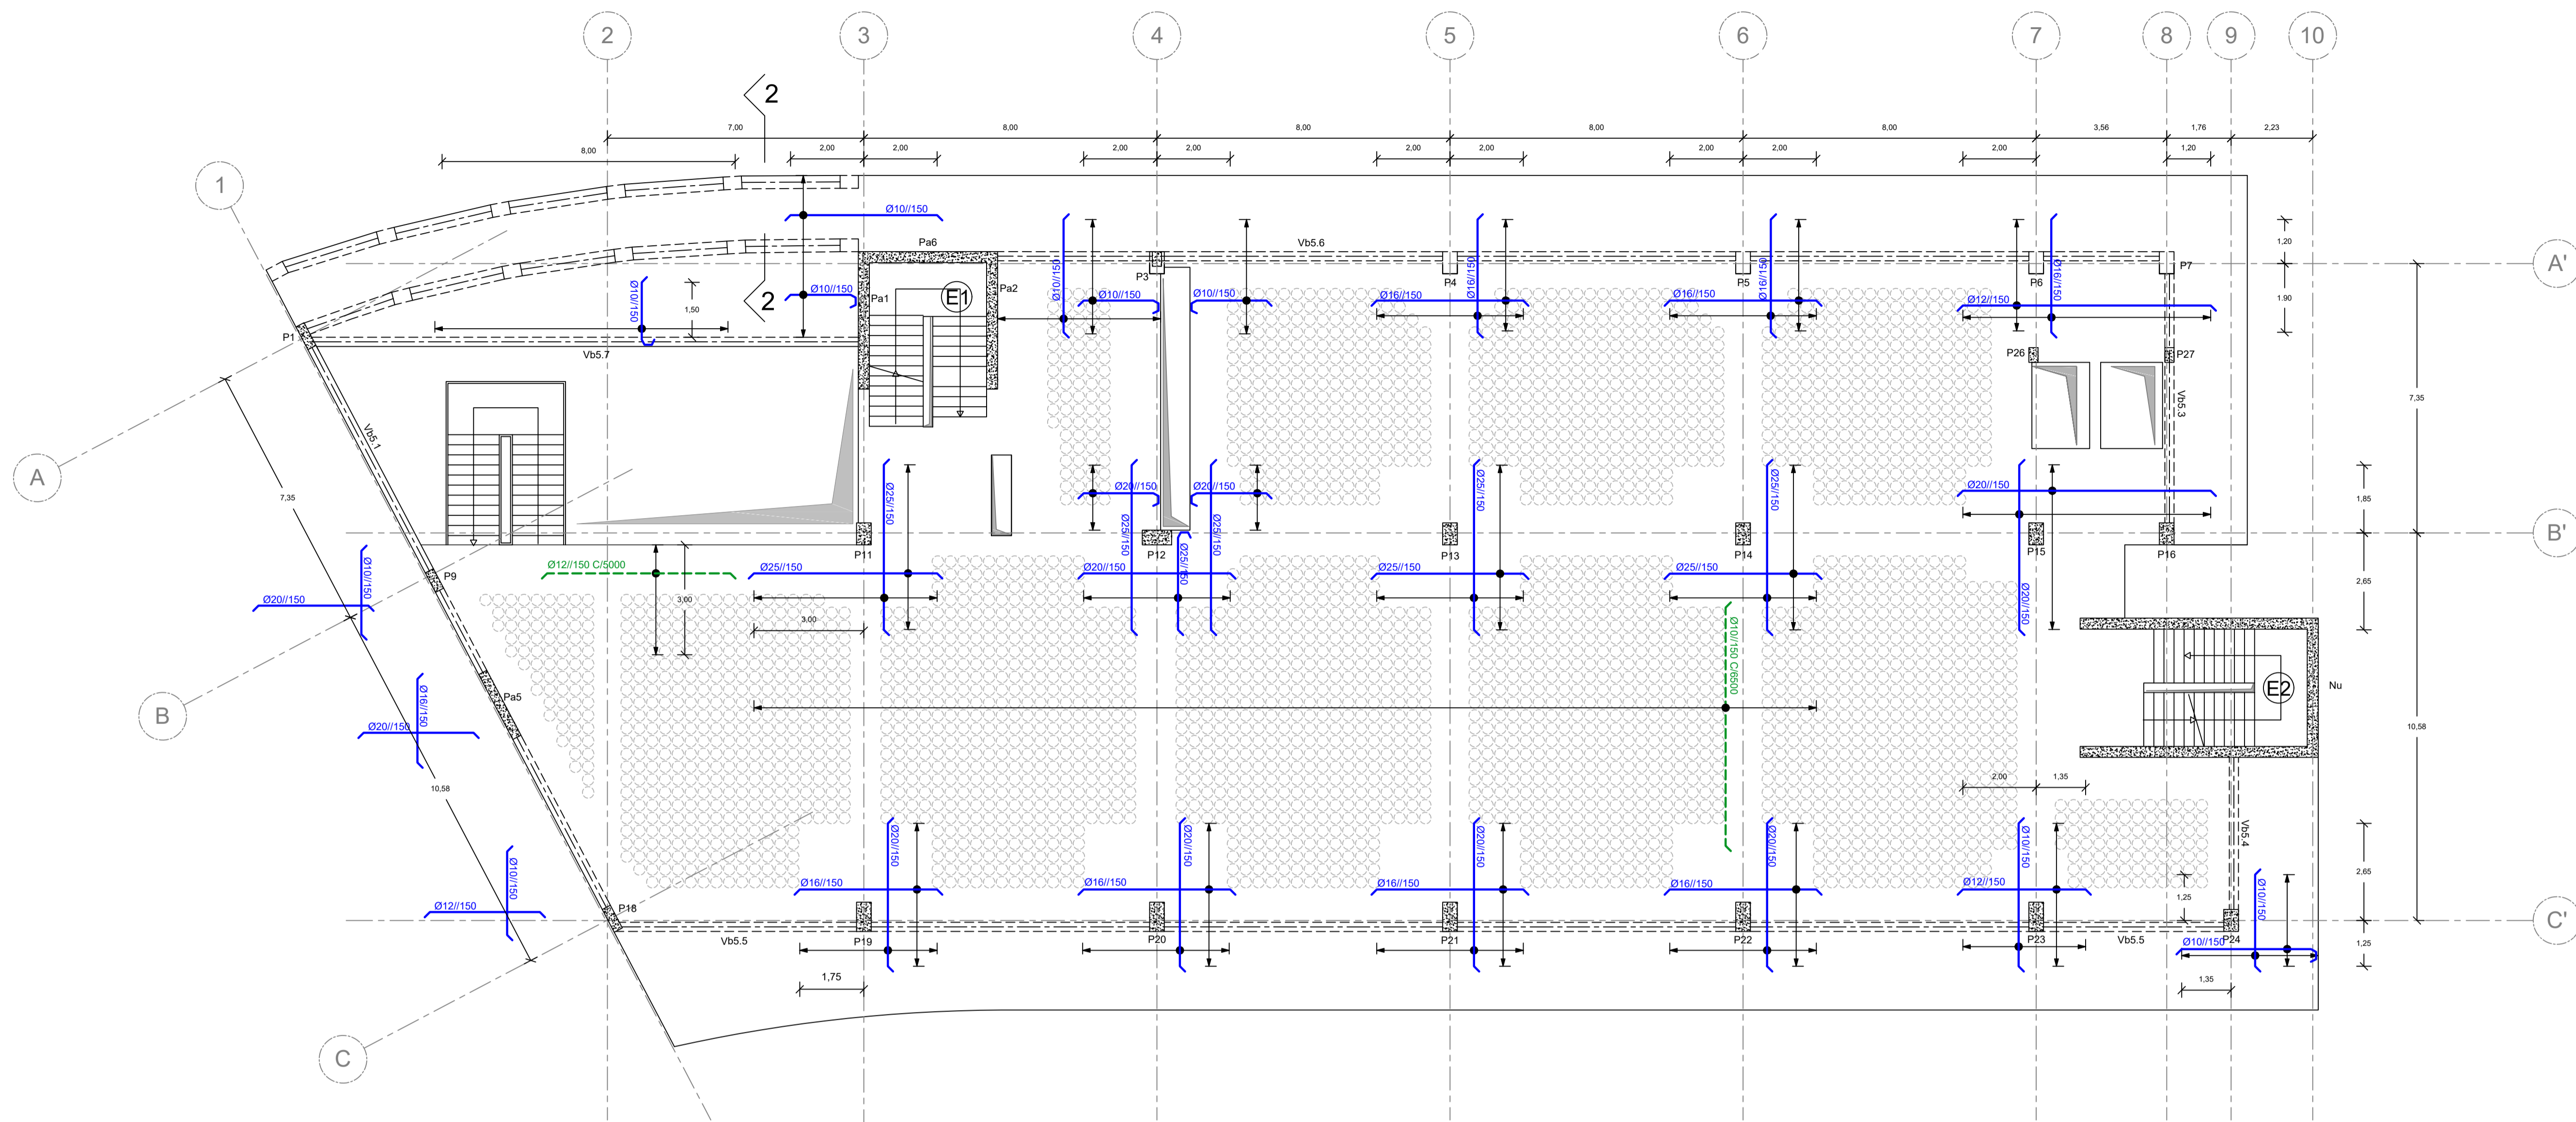 2 3 4 5 6 7 8 9 10
2
7,00 8,00 8,00 8,00 8,00 3,56 1,76 2,23
8,00 2,00 2,00 2,00 2,00 2,00 2,00 2,00 2,00 2,00 1,20
1
Ø10//150
Pa6 Vb5.6
1,20
A'
P3 P4 P5 P6 P7
Ø10//150 Ø16//150 Ø16//150 Ø16//150
Ø10//150 1,50 2 Ø10//150 Pa1 E1 Pa2 Ø10//150 Ø10//150 Ø16//150 Ø16//150 Ø12//150
1.90
P1
Vb5.7
P26 P27
Vb5.3
7,35
Vb5.1
A
7,35
Ø20//150 Ø20//150 Ø20//150
Ø25//150 Ø25//150 Ø25//150 Ø25//150 Ø25//150
1,85
B'
P11 P12 P13 P14 P15 P16
Ø25//150
Ø12//150 C/5000 Ø25//150 Ø20//150 Ø25//150 Ø25//150
P9
Ø10//150
Ø20//150
3,00
3,00
Ø20//150
2,65
Ø10//150 C/6500
E2 Nu
Pa5
B
Ø16//150
Ø20//150
10,58
10,58
2,00 1,35
Vb5.4
Ø20//150 Ø20//150 Ø20//150 Ø20//150 Ø10//150
2,65
Ø10//150
Ø12//150
Ø16//150 Ø16//150 Ø16//150 Ø16//150 Ø12//150
1,25
Ø10//150
P18
C'
Vb5.5 P19 P20 P21 P22 P23 Vb5.5 P24
Ø10//150
1,25
1,75
1,35
C